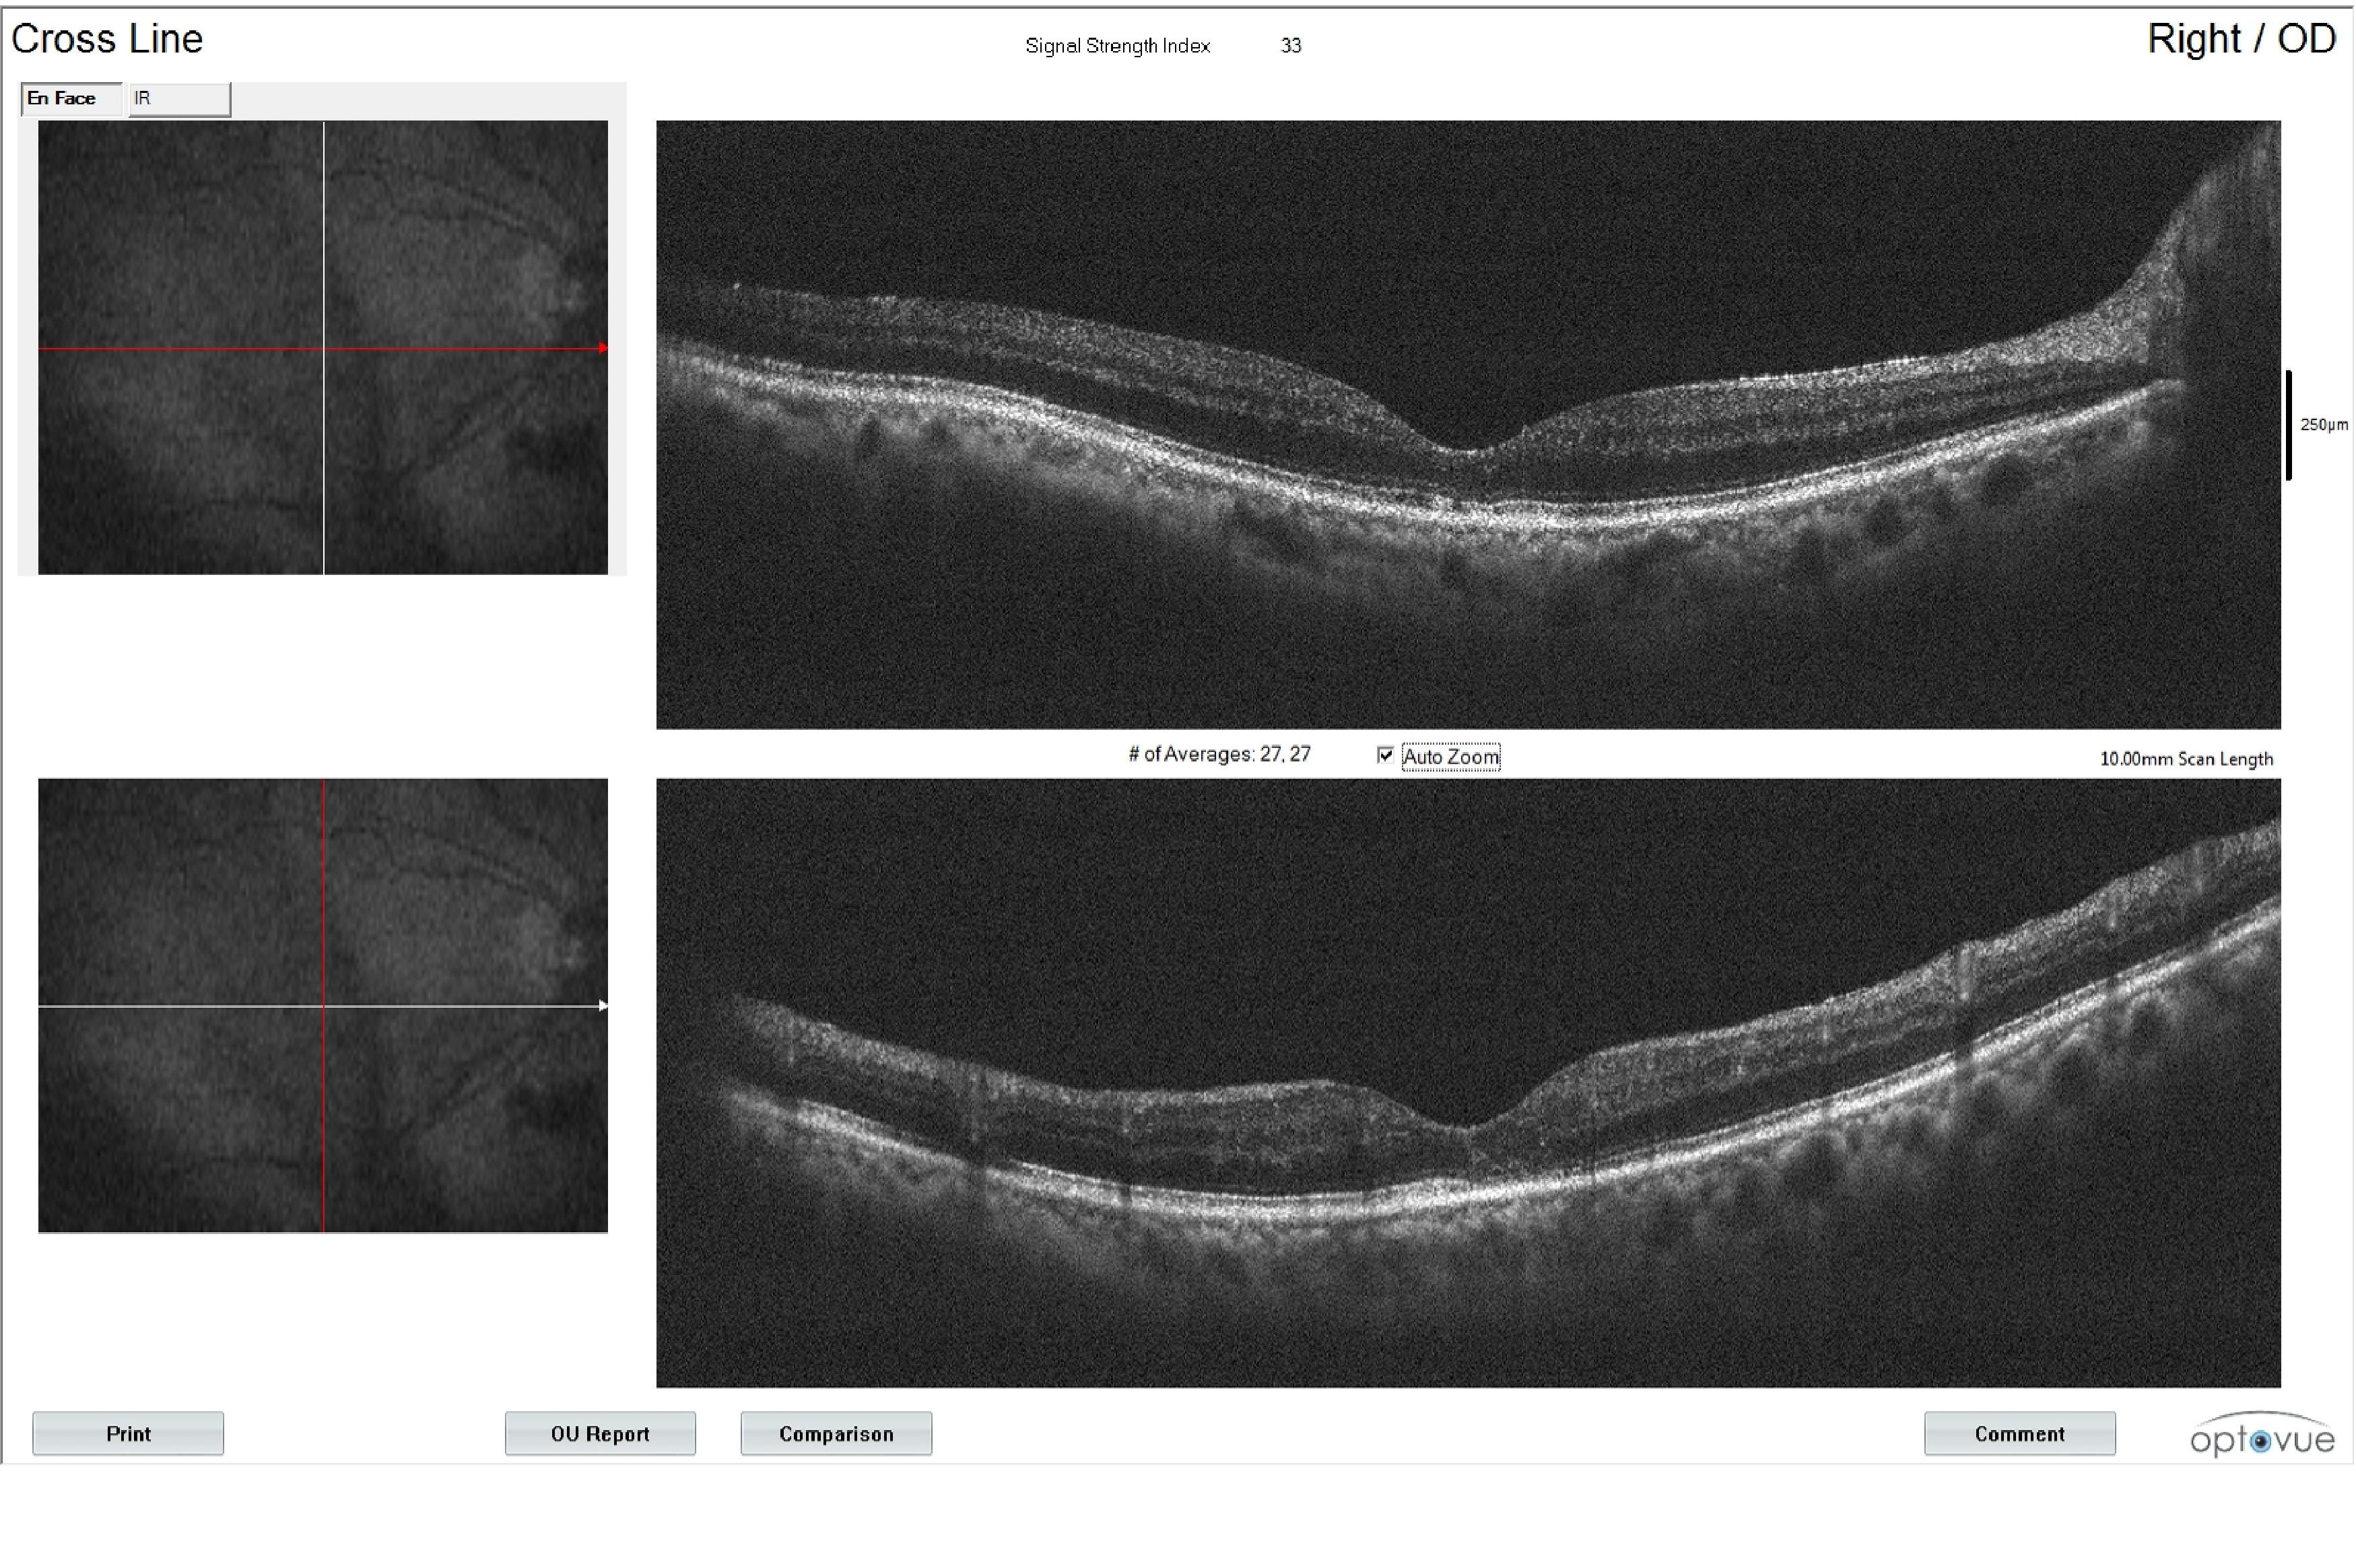 Cross Line
Signal Strength Index 33
Right / OD
En Face IR
250µm
# of Averages: 27, 27
Auto Zoom
10.00mm Scan Length
Print
OU Report
Comparison
Comment
optovue